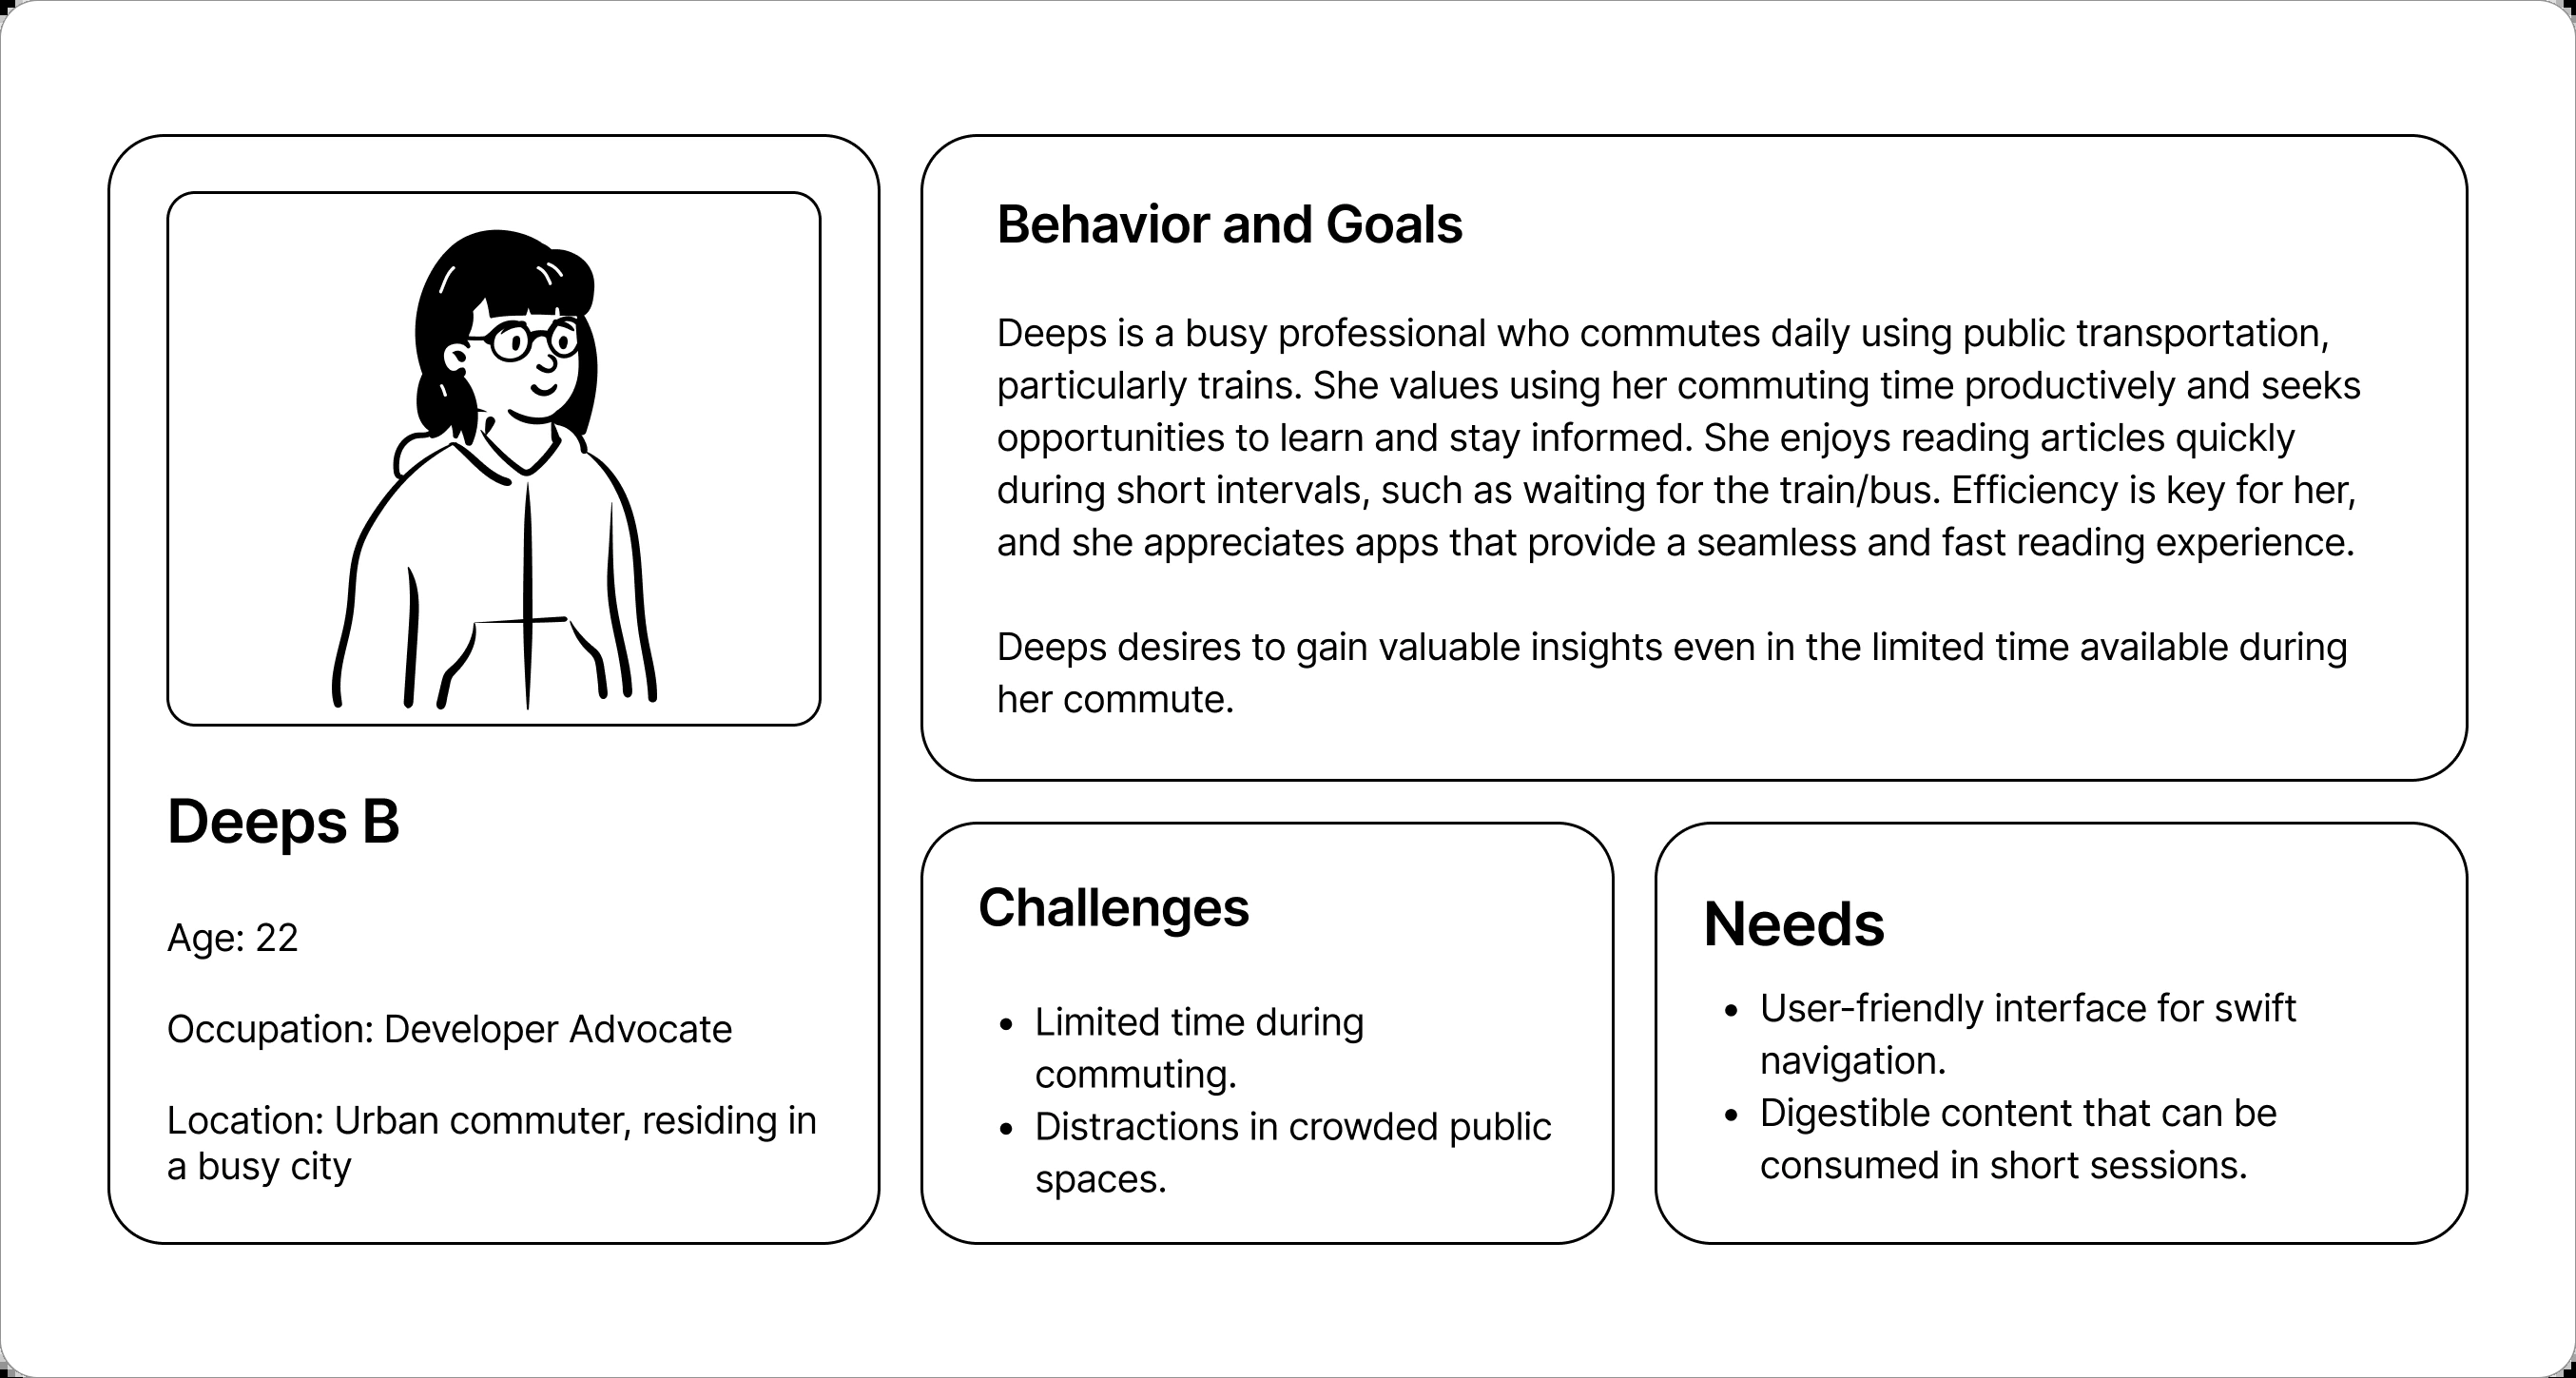 Deeps B
Age: 22
Occupation: Developer Advocate
Location: Urban commuter, residing in
a busy city
Behavior and Goals
Deeps is a busy professional who commutes daily using public transportation,
particularly trains. She values using her commuting time productively and seeks
opportunities to learn and stay informed. She enjoys reading articles quickly
during short intervals, such as waiting for the train/bus. Efficiency is key for her,
and she appreciates apps that provide a seamless and fast reading experience.
Deeps desires to gain valuable insights even in the limited time available during
her commute.
Challenges
• Limited time during
commuting.
• Distractions in crowded public
spaces.
Needs
• User-friendly interface for swift
navigation.
• Digestible content that can be
consumed in short sessions.